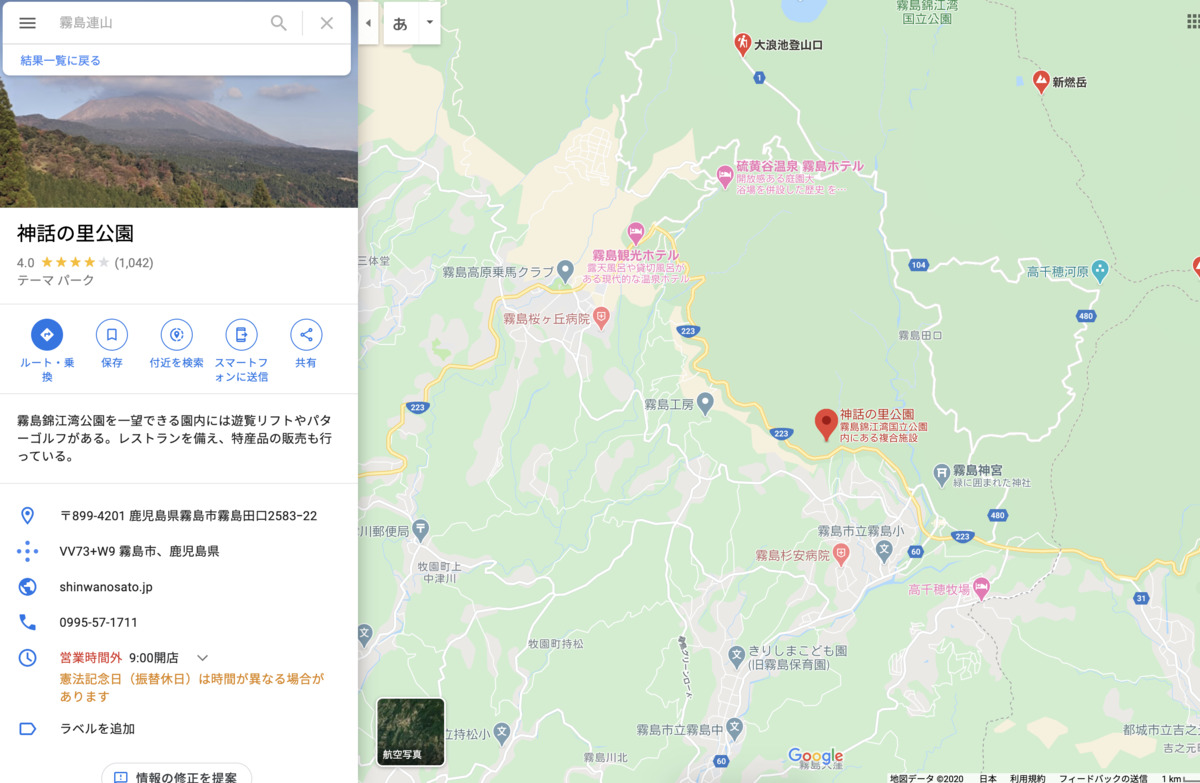 霧島連山
結果一覧に戻る
神話の里公園
4.0 ★★★★★ (1,042)
テーマ パーク
ルート・乗
換
保存
付近を検索
スマートフ
ォンに送信
共有
霧島錦江湾公園を一望できる園内には遊覧リフトやパタ
ーゴルフがある。レストランを備え、特産品の販売も行
っている。
〒899-4201 鹿児島県霧島市霧島田口2583−22
VV73+W9 霧島市、鹿児島県
shinwanosato.jp
0995-57-1711
営業時間外 9:00開店
憲法記念日（振替休日）は時間が異なる場合が
あります
ラベルを追加
情報の修正を提案
あ
霧島錦江湾
国立公園
大浪池登山口
1
新燃岳
硫黄谷温泉 霧島ホテル
開放感ある庭園大
浴場を併設した歴史 を…
霧島観光ホテル
露天風呂や貸切風呂が
ある現代的な温泉ホテル
三体堂
霧島高原乗馬クラブ
104
高千穂河原
霧島桜ヶ丘病院
480
223
霧島田口
霧島工房
223
神話の里公園
霧島錦江湾国立公園
内にある複合施設
223
霧島神宮
緑に囲まれた神社
480
川郵便局
霧島市立霧島小
223
60
霧島杉安病院
牧園町上
中津川
高千穂牧場
31
牧園町持松
きりしまこども園
(旧霧島保育園)
霧島市立霧島中
都城市立吉之
吉之元
立持松小
霧島川北
60
航空写真
Google
地図データ ©2020 日本 利用規約 フィードバックの送信 1 km